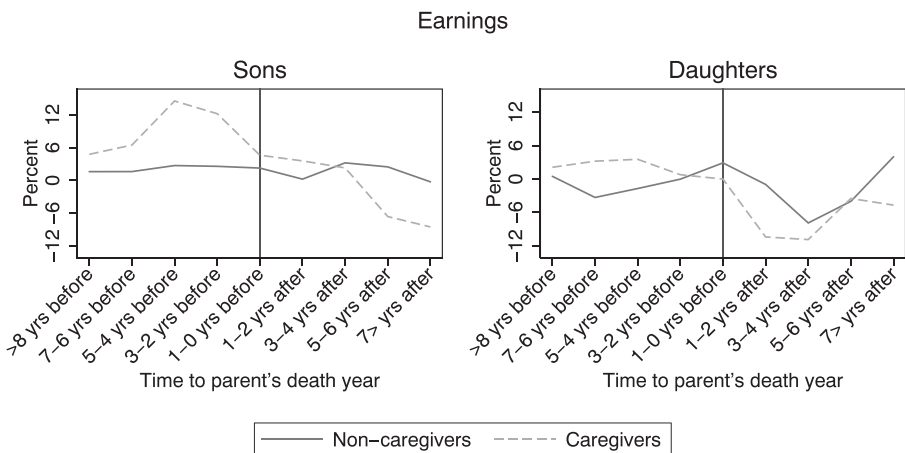 Earnings
Sons
Percent
12
6
0
−6
−12
>8 yrs before
7–6 yrs before
5–4 yrs before
3–2 yrs before
1–0 yrs before
1–2 yrs after
3–4 yrs after
5–6 yrs after
7> yrs after
Time to parent's death year
Daughters
Percent
12
6
0
−6
−12
>8 yrs before
7–6 yrs before
5–4 yrs before
3–2 yrs before
1–0 yrs before
1–2 yrs after
3–4 yrs after
5–6 yrs after
7> yrs after
Time to parent's death year
Non−caregivers
Caregivers